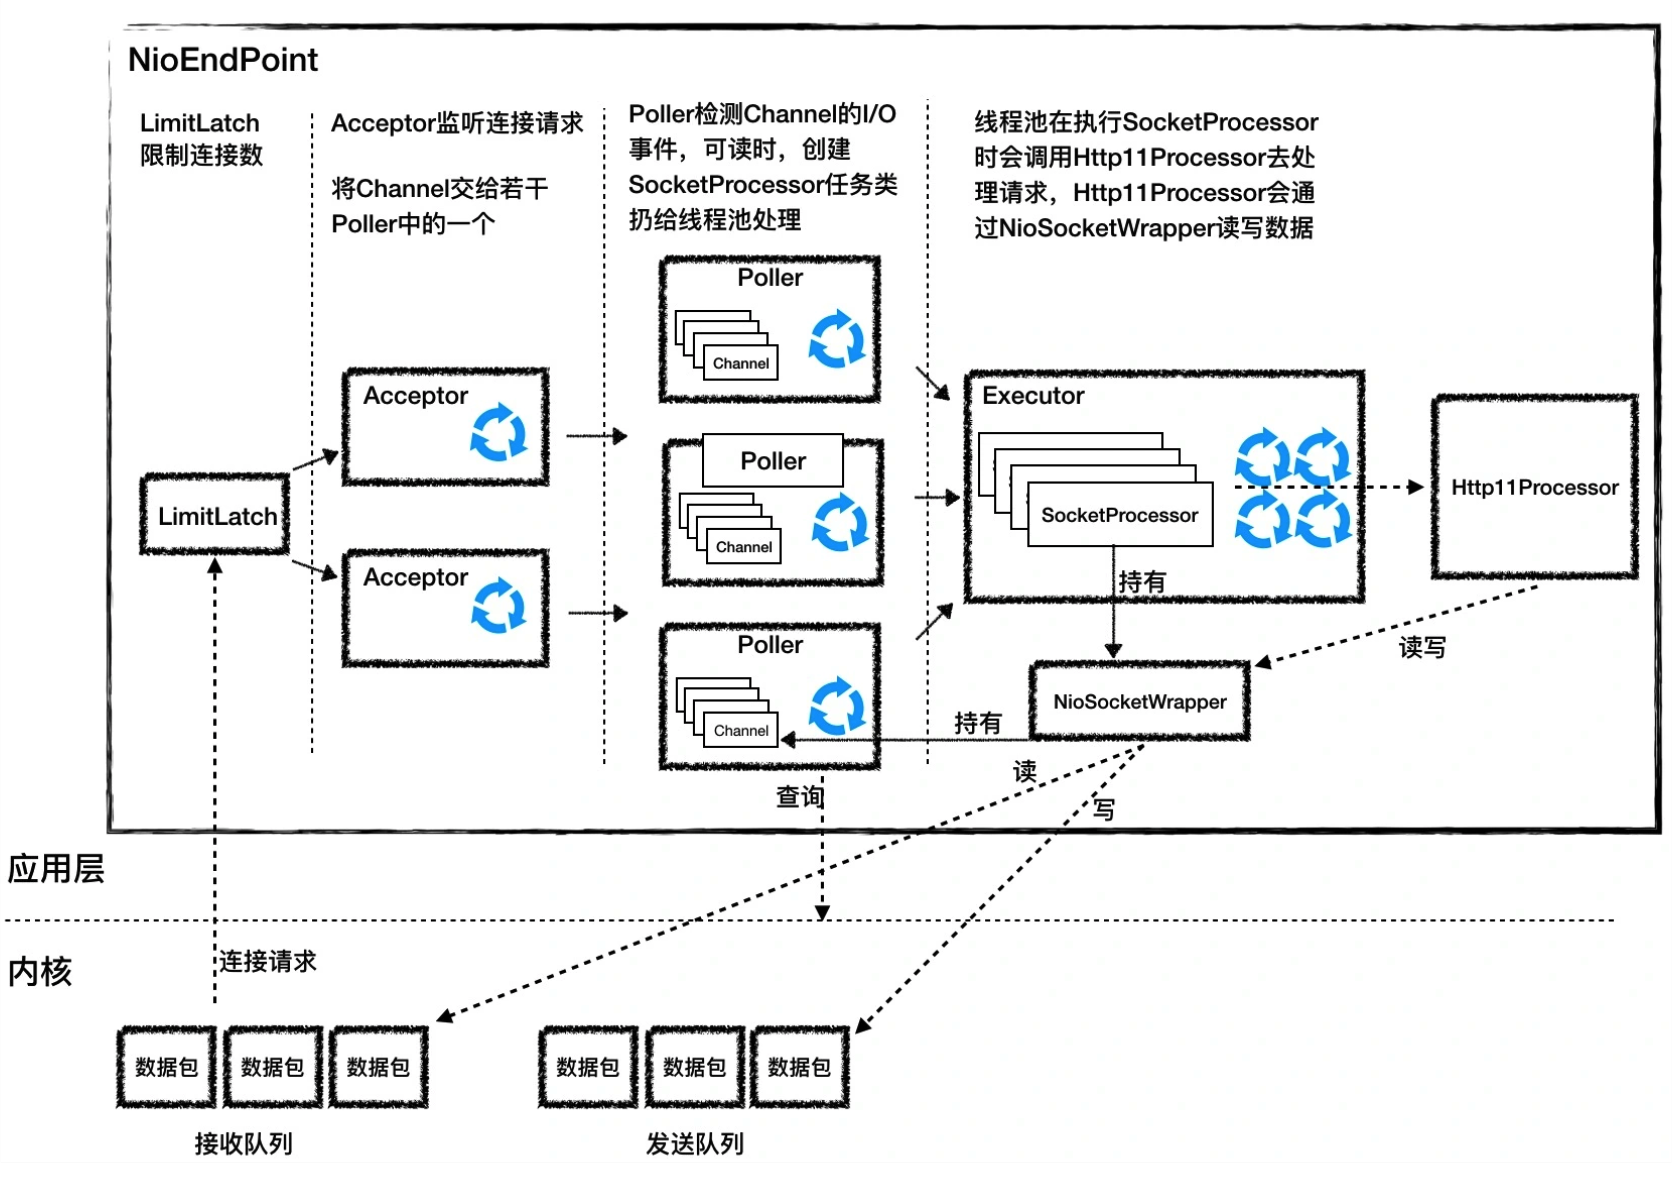 NioEndPoint
LimitLatch
限制连接数
Acceptor监听连接请求
将Channel交给若干
Poller中的一个
Poller检测Channel的I/O
事件，可读时，创建
SocketProcessor任务类
扔给线程池处理
线程池在执行SocketProcessor
时会调用Http11Processor去处
理请求，Http11Processor会通
过NioSocketWrapper读写数据
Poller
Channel
Acceptor
Executor
Poller
Channel
LimitLatch
SocketProcessor
Http11Processor
Acceptor
持有
Poller
Channel
读写
NioSocketWrapper
持有
读
写
查询
应用层
内核
连接请求
数据包
数据包
数据包
数据包
数据包
数据包
接收队列
发送队列